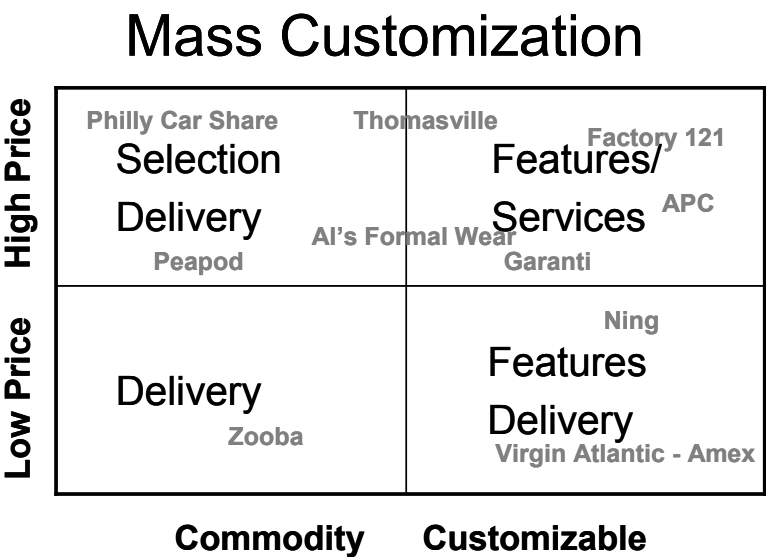 Mass Customization
High Price
Philly Car Share
Thomasville
Factory 121
Selection
Features/
Delivery
Services
APC
Al's Formal Wear
Peapod
Garanti
Low Price
Ning
Delivery
Features
Zooba
Delivery
Virgin Atlantic - Amex
Commodity
Customizable